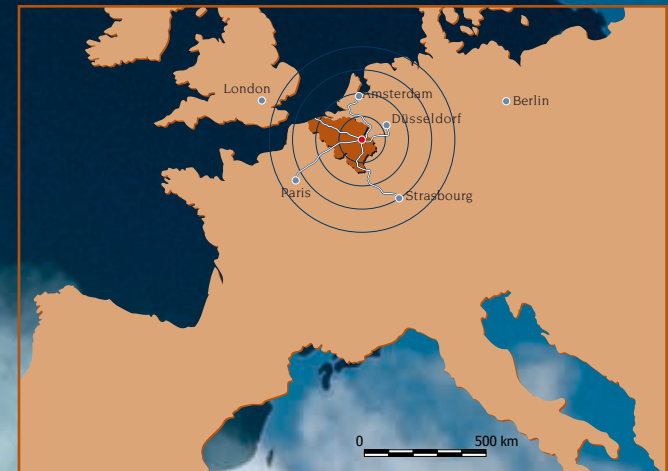 London
Amsterdam
Berlin
Düsseldorf
Paris
Strasbourg
0 500 km